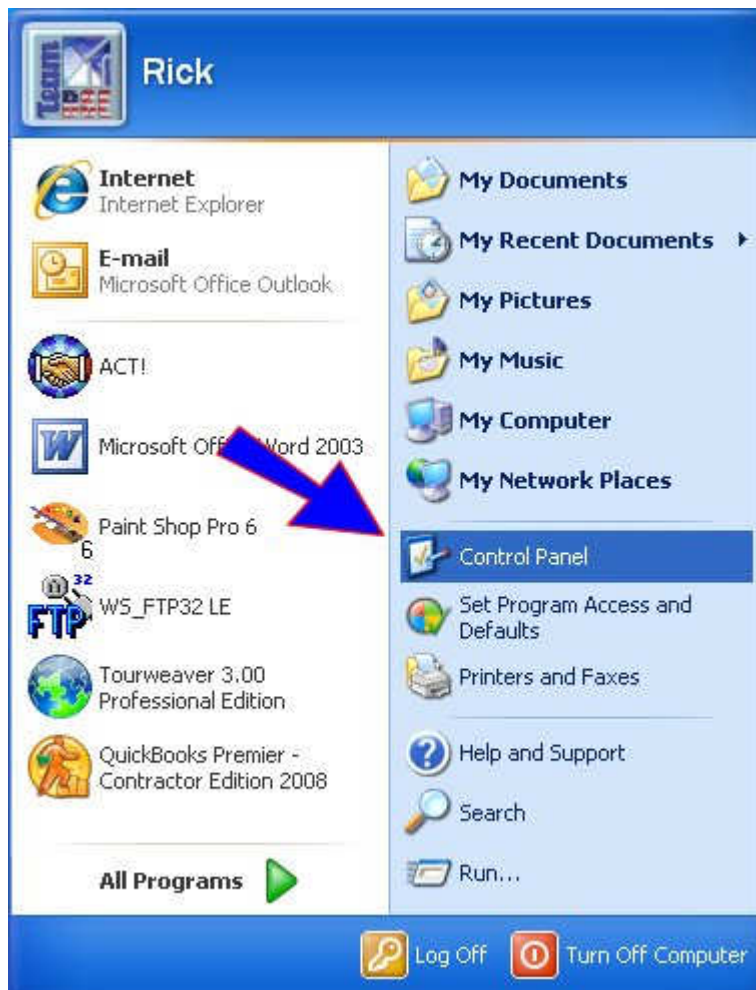 Rick
Internet
Internet Explorer
E-mail
Microsoft Office Outlook
ACT!
Microsoft Off Word 2003
Paint Shop Pro 6
6
32
FTP
WS_FTP32 LE
Tourweaver 3.00
Professional Edition
QuickBooks Premier -
Contractor Edition 2008
All Programs
My Documents
My Recent Documents
My Pictures
My Music
My Computer
My Network Places
Control Panel
Set Program Access and
Defaults
Printers and Faxes
Help and Support
Search
Run...
Log Off
Turn Off Computer
Team